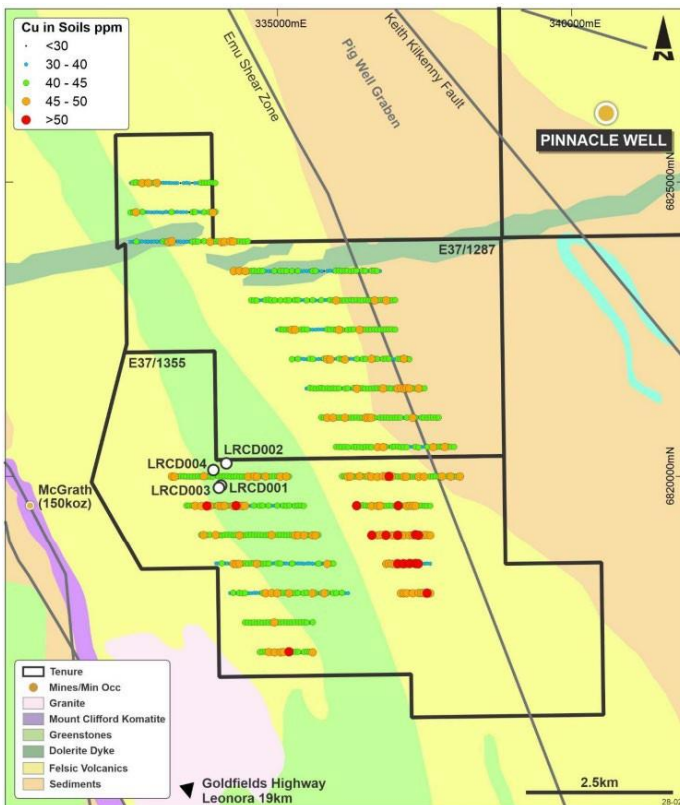 Cu in Soils ppm
<30
30 - 40
40 - 45
45 - 50
>50
335000mE
340000mE
N
Emu Shear Zone
Pig Well Graben
Keith Kilkenny Fault
PINNACLE WELL
6825000mN
E37/1287
E37/1355
LRCD002
LRCD004
LRCD003
LRCD001
McGrath
(150koz)
6820000mN
Tenure
Mines/Min Occ
Granite
Mount Clifford Komatite
Greenstones
Dolerite Dyke
Felsic Volcanics
Sediments
Goldfields Highway
Leonora 19km
2.5km
28-02